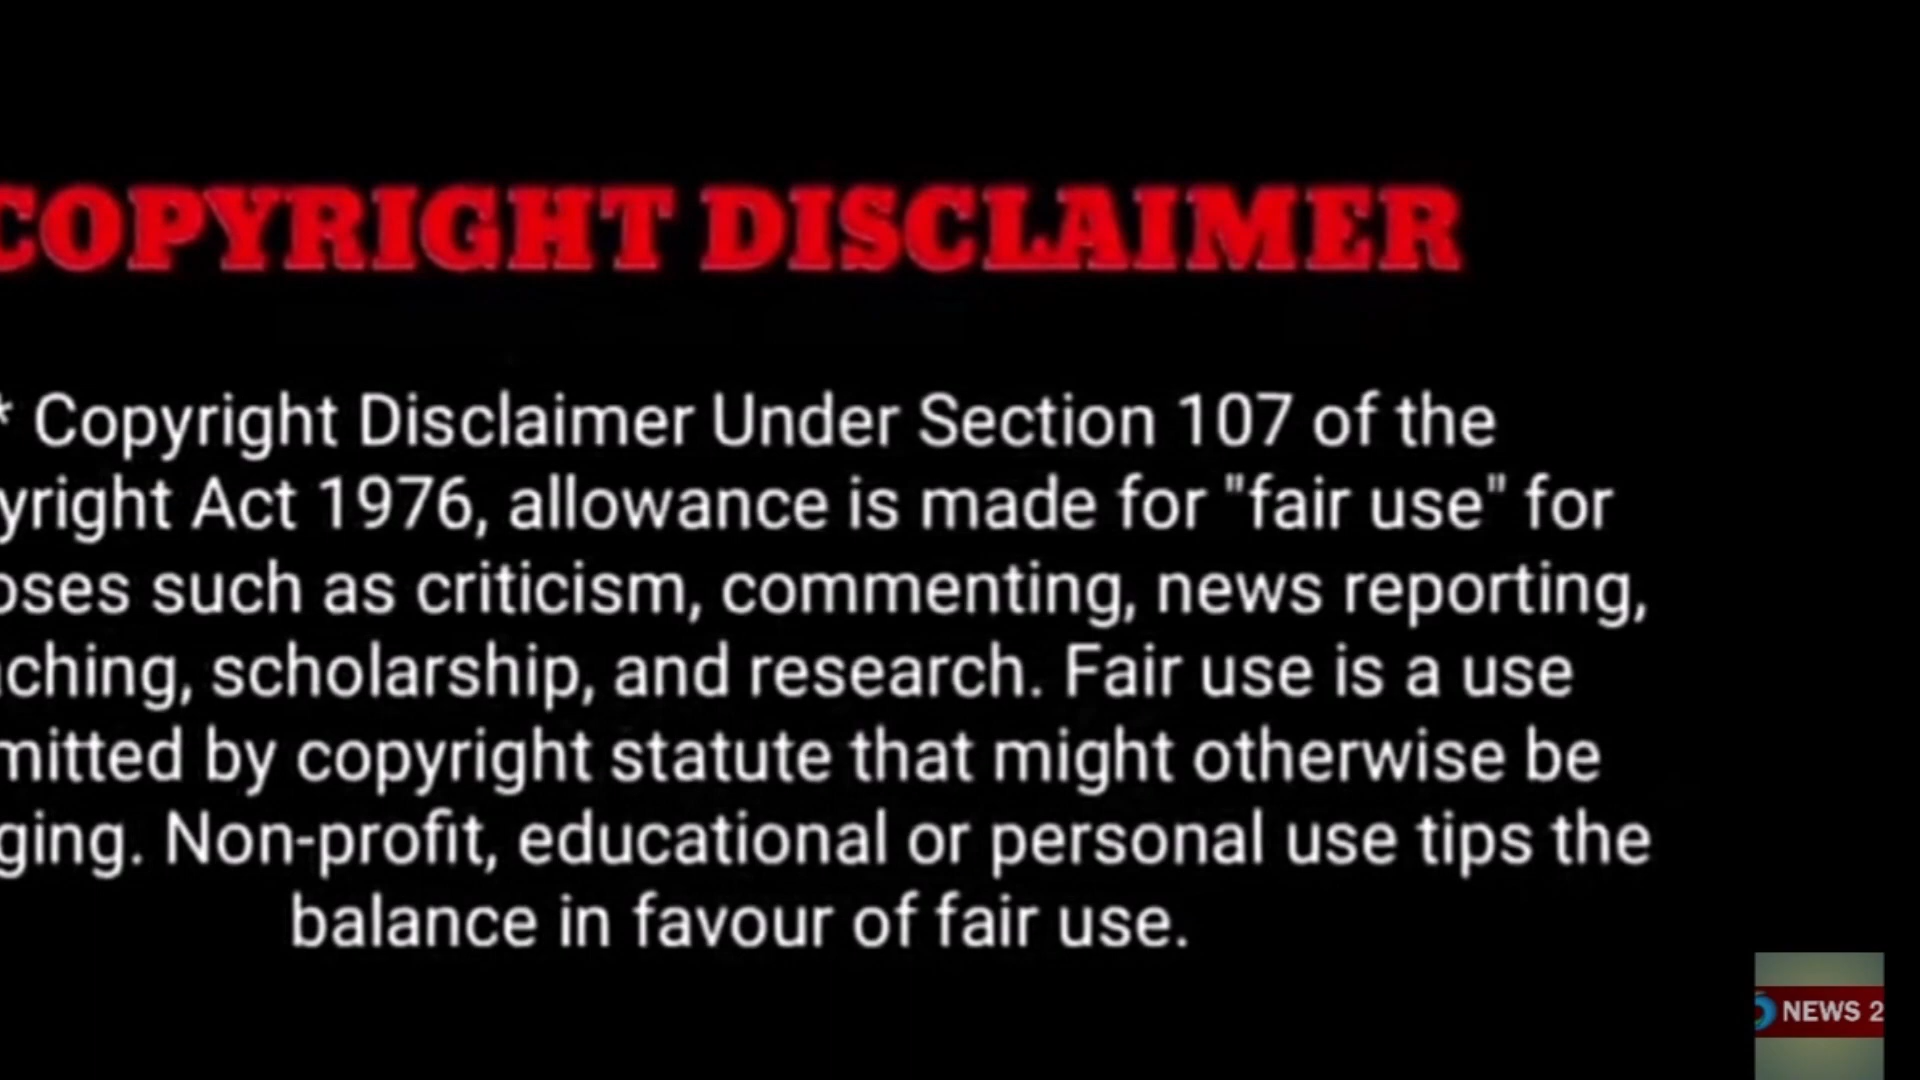 COPYRIGHT DISCLAIMER
* Copyright Disclaimer Under Section 107 of the
yright Act 1976, allowance is made for "fair use" for
oses such as criticism, commenting, news reporting,
ching, scholarship, and research. Fair use is a use
mitted by copyright statute that might otherwise be
ging. Non-profit, educational or personal use tips the
balance in favour of fair use.
NEWS 2